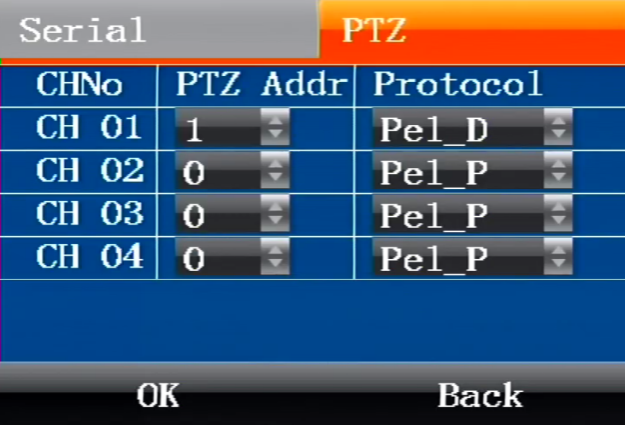 Serial PTZ
CHNo PTZ Addr Protocol
CH 01 1 Pel_D
CH 02 0 Pel_P
CH 03 0 Pel_P
CH 04 0 Pel_P
OK Back